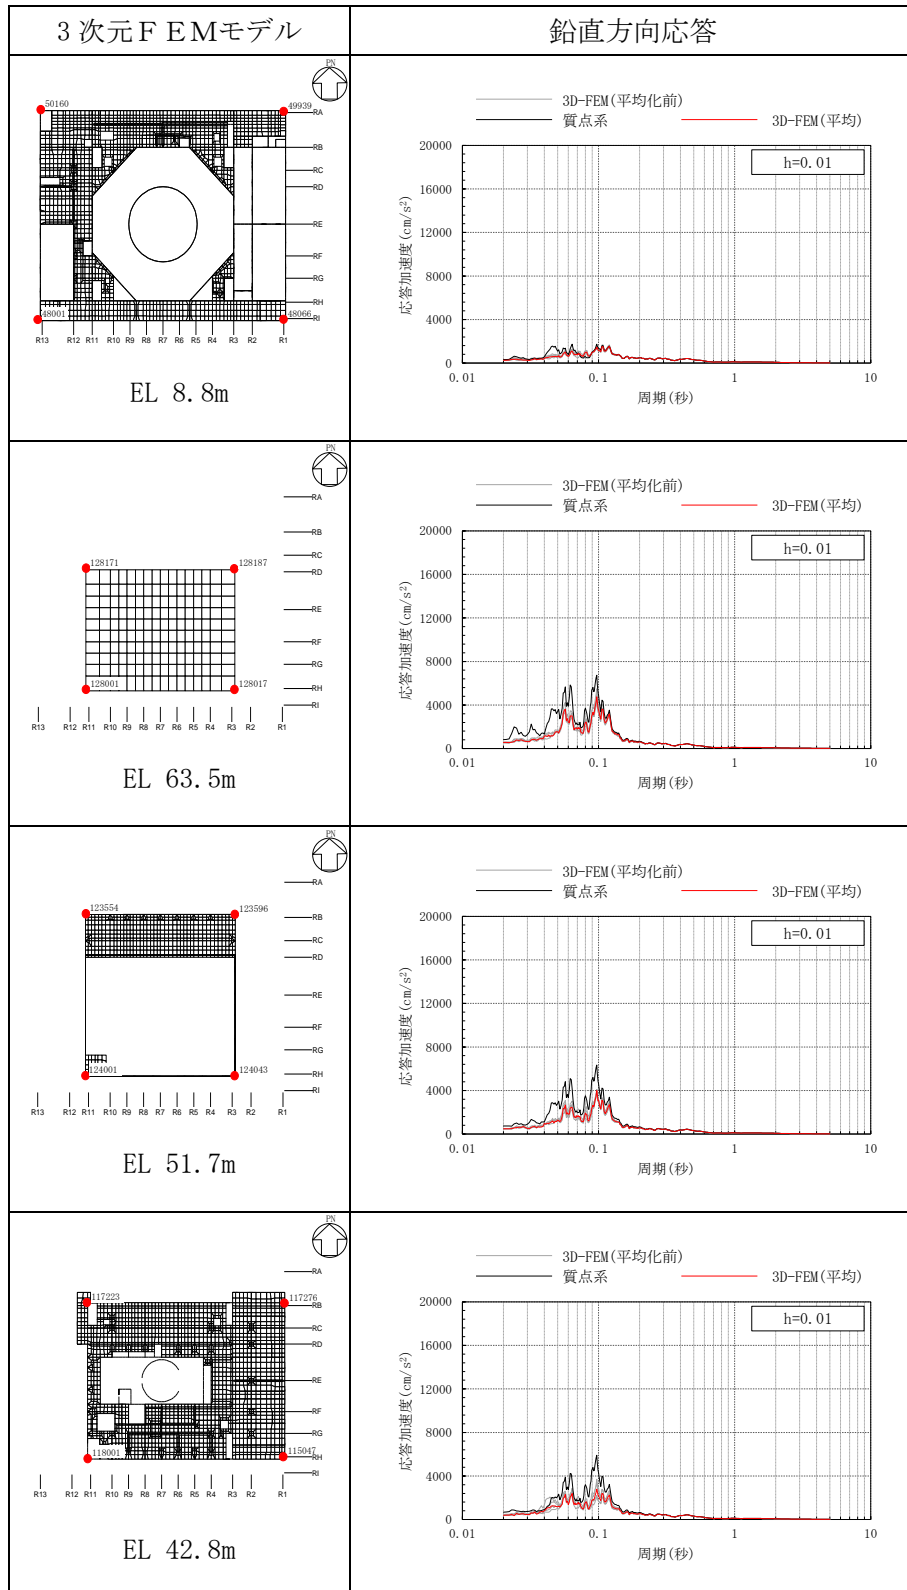 3次元ＦＥＭモデル
鉛直方向応答
PN
50160
49939
RA
RB
RC
RD
RE
RF
RG
RH
RI
48001
48066
R13 R12 R11 R10 R9 R8 R7 R6 R5 R4 R3 R2 R1
EL 8.8m
3D-FEM(平均化前)
質点系 3D-FEM(平均)
h=0.01
20000
16000
12000
8000
4000
0
応答加速度(cm/s²)
0.01 0.1 1 10
周期(秒)
PN
RA
RB
RC
128171
128187
RD
RE
RF
RG
128001
128017
RH
RI
R13 R12 R11 R10 R9 R8 R7 R6 R5 R4 R3 R2 R1
EL 63.5m
3D-FEM(平均化前)
質点系 3D-FEM(平均)
h=0.01
20000
16000
12000
8000
4000
0
応答加速度(cm/s²)
0.01 0.1 1 10
周期(秒)
PN
RA
123554
123596
RB
RC
RD
RE
RF
RG
124001
124043
RH
RI
R13 R12 R11 R10 R9 R8 R7 R6 R5 R4 R3 R2 R1
EL 51.7m
3D-FEM(平均化前)
質点系 3D-FEM(平均)
h=0.01
20000
16000
12000
8000
4000
0
応答加速度(cm/s²)
0.01 0.1 1 10
周期(秒)
PN
RA
117223
117276
RB
RC
RD
RE
RF
RG
118001
115047
RH
RI
R13 R12 R11 R10 R9 R8 R7 R6 R5 R4 R3 R2 R1
EL 42.8m
3D-FEM(平均化前)
質点系 3D-FEM(平均)
h=0.01
20000
16000
12000
8000
4000
0
応答加速度(cm/s²)
0.01 0.1 1 10
周期(秒)